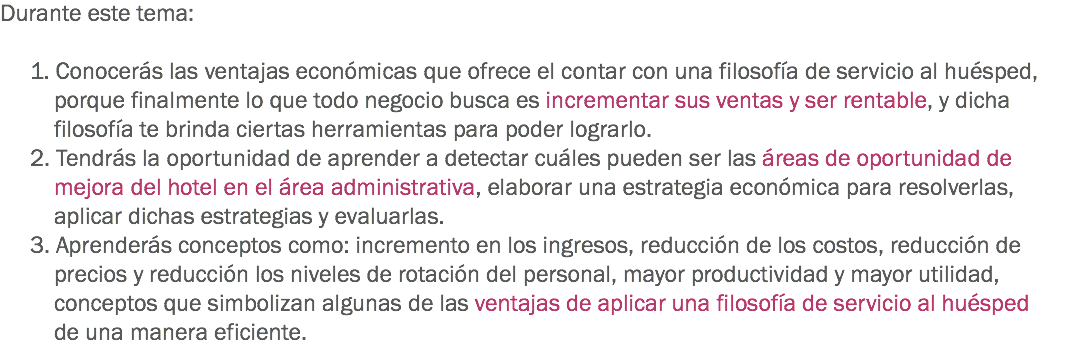 Durante este tema:
1. Conocerás las ventajas económicas que ofrece el contar con una filosofía de servicio al huésped,
porque finalmente lo que todo negocio busca es incrementar sus ventas y ser rentable, y dicha
filosofía te brinda ciertas herramientas para poder lograrlo.
2. Tendrás la oportunidad de aprender a detectar cuáles pueden ser las áreas de oportunidad de
mejora del hotel en el área administrativa, elaborar una estrategia económica para resolverlas,
aplicar dichas estrategias y evaluarlas.
3. Aprenderás conceptos como: incremento en los ingresos, reducción de los costos, reducción de
precios y reducción los niveles de rotación del personal, mayor productividad y mayor utilidad,
conceptos que simbolizan algunas de las ventajas de aplicar una filosofía de servicio al huésped
de una manera eficiente.